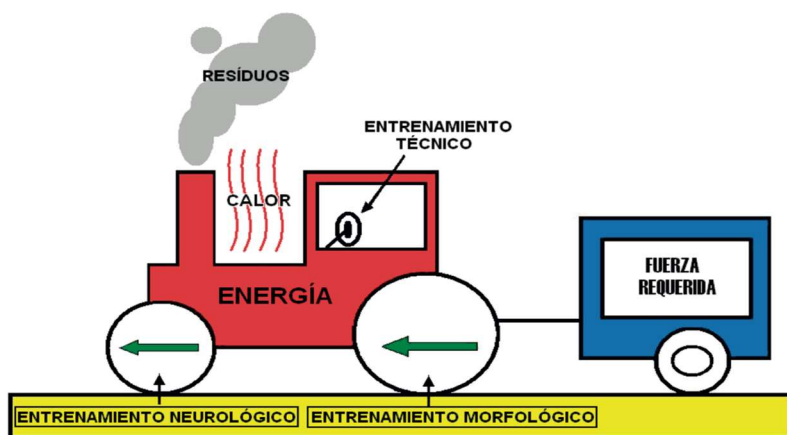 RESÍDUOS
ENTRENAMIENTO
TÉCNICO
CALOR
ENERGÍA
FUERZA
REQUERIDA
ENTRENAMIENTO NEUROLÓGICO
ENTRENAMIENTO MORFOLÓGICO